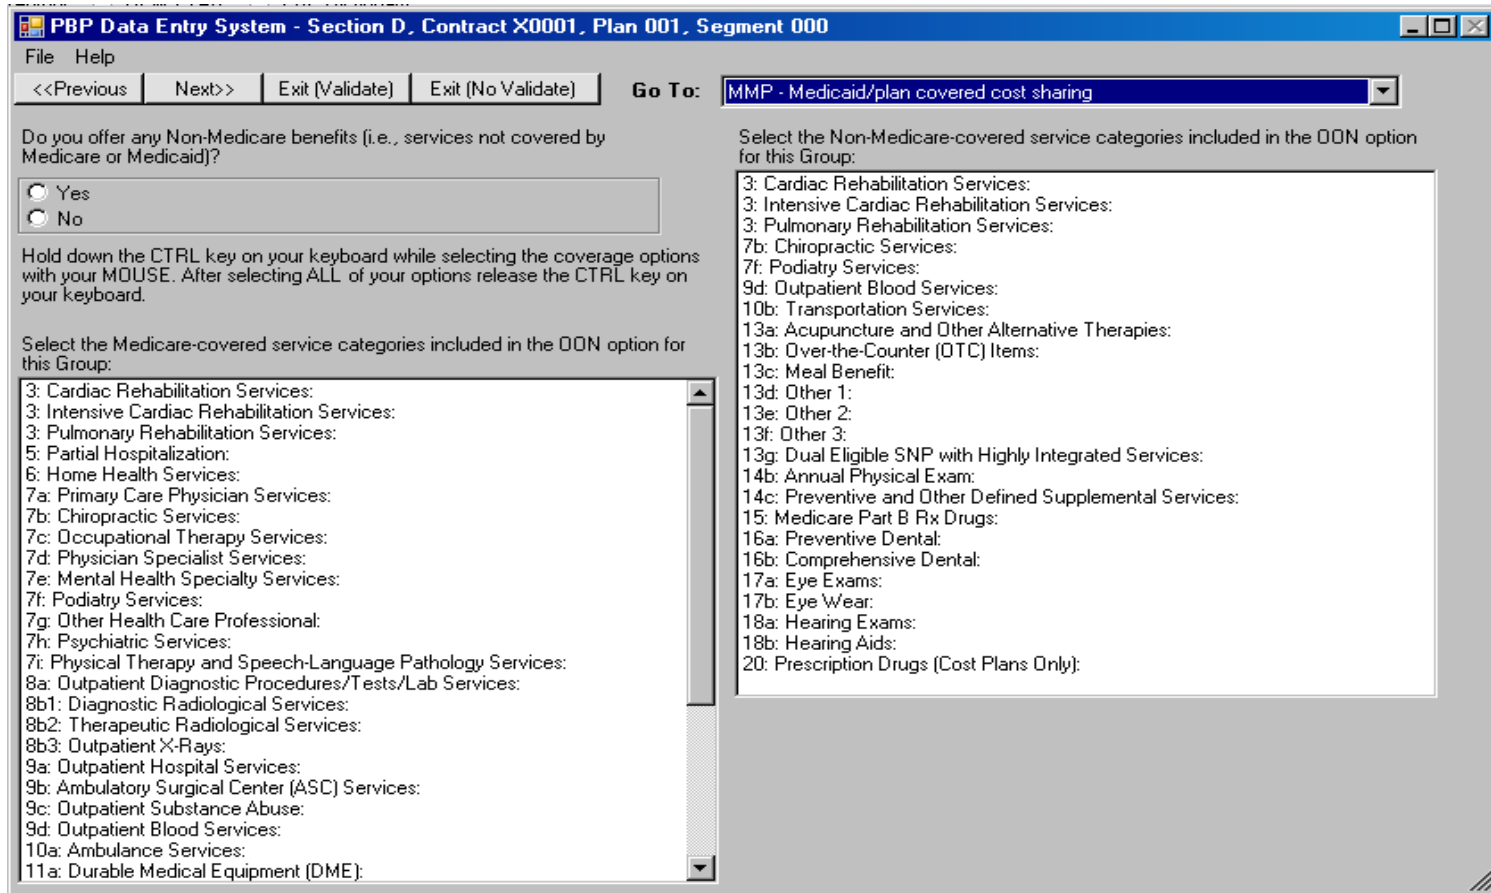 PBP Data Entry System - Section D, Contract X0001, Plan 001, Segment 000
File Help
<<Previous Next>> Exit (Validate) Exit (No Validate) Go To: MMP - Medicaid/plan covered cost sharing
Do you offer any Non-Medicare benefits (i.e., services not covered by
Medicare or Medicaid)?
Yes
No
Hold down the CTRL key on your keyboard while selecting the coverage options
with your MOUSE. After selecting ALL of your options release the CTRL key on
your keyboard.
Select the Medicare-covered service categories included in the OON option for
this Group:
3: Cardiac Rehabilitation Services:
3: Intensive Cardiac Rehabilitation Services:
3: Pulmonary Rehabilitation Services:
5: Partial Hospitalization:
6: Home Health Services:
7a: Primary Care Physician Services:
7b: Chiropractic Services:
7c: Occupational Therapy Services:
7d: Physician Specialist Services:
7e: Mental Health Specialty Services:
7f: Podiatry Services:
7g: Other Health Care Professional:
7h: Psychiatric Services:
7i: Physical Therapy and Speech-Language Pathology Services:
8a: Outpatient Diagnostic Procedures/Tests/Lab Services:
8b1: Diagnostic Radiological Services:
8b2: Therapeutic Radiological Services:
8b3: Outpatient X-Rays:
9a: Outpatient Hospital Services:
9b: Ambulatory Surgical Center (ASC) Services:
9c: Outpatient Substance Abuse:
9d: Outpatient Blood Services:
10a: Ambulance Services:
11a: Durable Medical Equipment (DME):
Select the Non-Medicare-covered service categories included in the OON option
for this Group:
3: Cardiac Rehabilitation Services:
3: Intensive Cardiac Rehabilitation Services:
3: Pulmonary Rehabilitation Services:
7b: Chiropractic Services:
7f: Podiatry Services:
9d: Outpatient Blood Services:
10b: Transportation Services:
13a: Acupuncture and Other Alternative Therapies:
13b: Over-the-Counter (OTC) Items:
13c: Meal Benefit:
13d: Other 1:
13e: Other 2:
13f: Other 3:
13g: Dual Eligible SNP with Highly Integrated Services:
14b: Annual Physical Exam:
14c: Preventive and Other Defined Supplemental Services:
15: Medicare Part B Rx Drugs:
16a: Preventive Dental:
16b: Comprehensive Dental:
17a: Eye Exams:
17b: Eye Wear:
18a: Hearing Exams:
18b: Hearing Aids:
20: Prescription Drugs (Cost Plans Only):